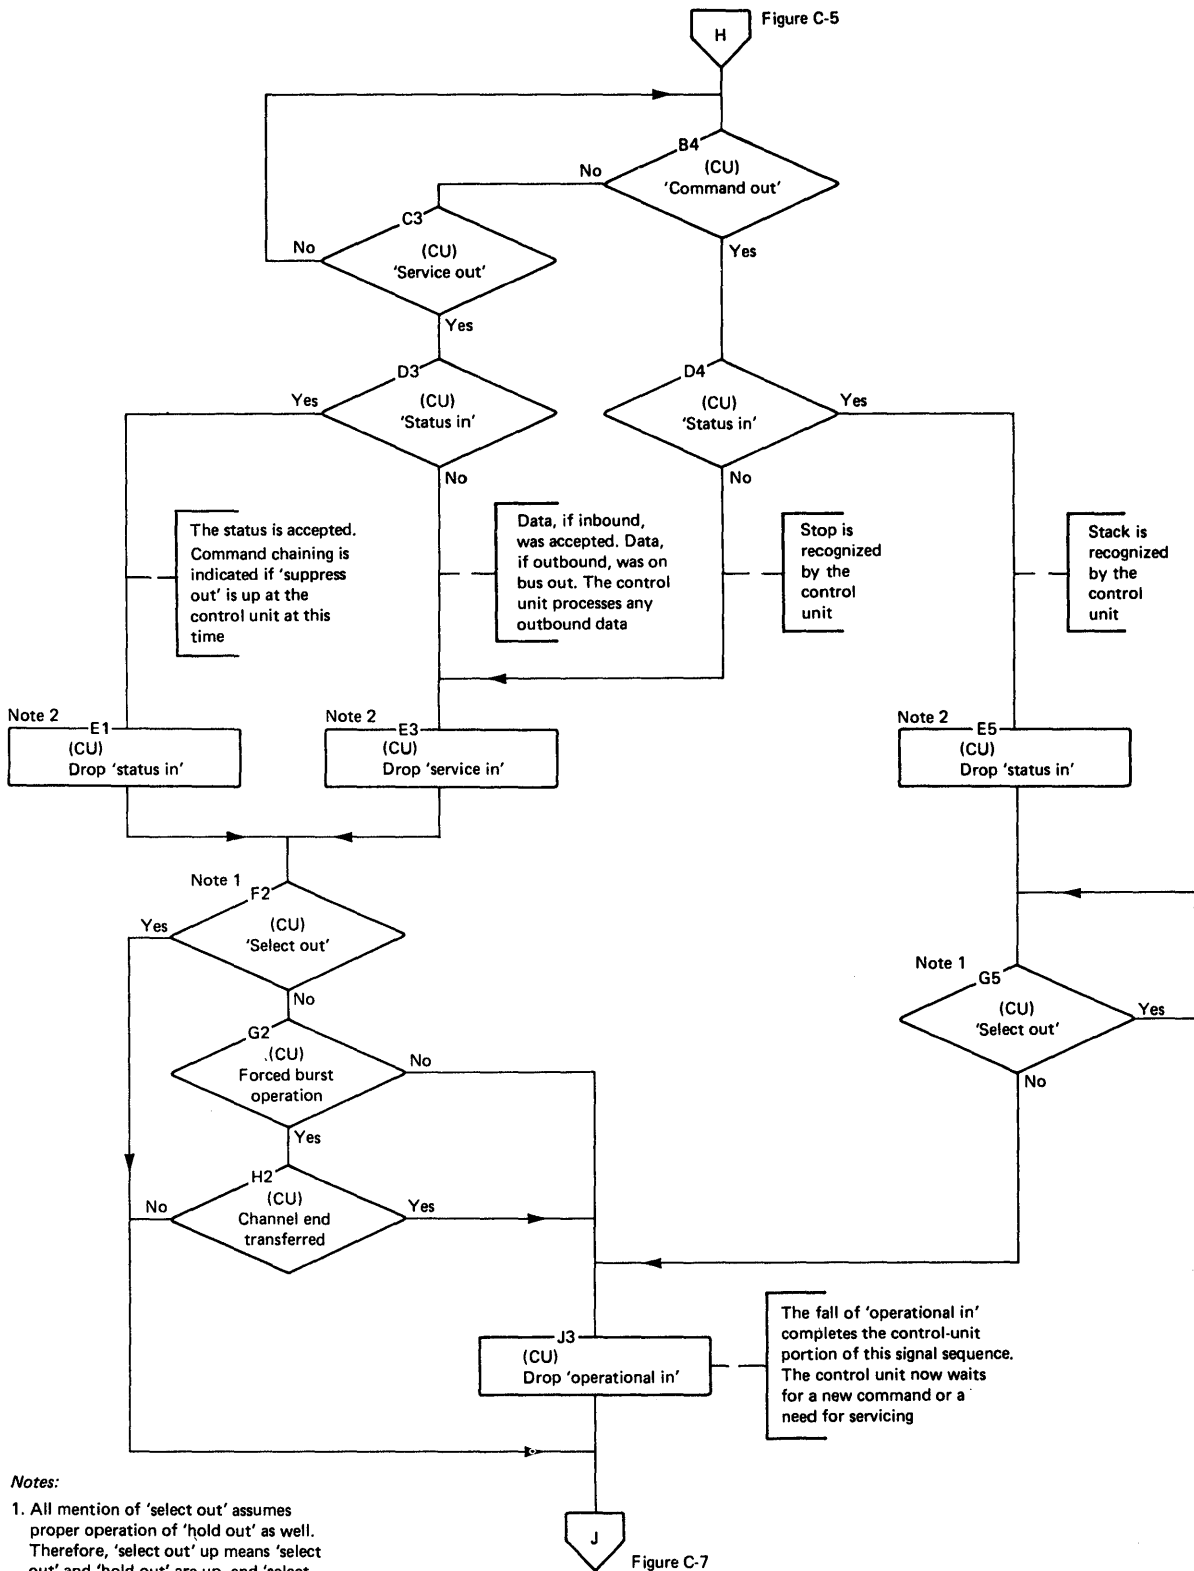 H
Figure C-5
B4
(CU)
'Command out'
No
Yes
C3
(CU)
'Service out'
No
Yes
D3
(CU)
'Status in'
Yes
No
D4
(CU)
'Status in'
Yes
No
The status is accepted.
Command chaining is
indicated if 'suppress
out' is up at the
control unit at this
time
Data, if inbound,
was accepted. Data,
if outbound, was on
bus out. The control
unit processes any
outbound data
Stop is
recognized
by the
control
unit
Stack is
recognized
by the
control
unit
Note 2
E1
(CU)
Drop 'status in'
Note 2
E3
(CU)
Drop 'service in'
Note 2
E5
(CU)
Drop 'status in'
Note 1
F2
(CU)
'Select out'
Yes
No
Note 1
G5
(CU)
'Select out'
Yes
No
G2
(CU)
Forced burst
operation
No
Yes
H2
(CU)
Channel end
transferred
No
Yes
J3
(CU)
Drop 'operational in'
The fall of 'operational in'
completes the control-unit
portion of this signal sequence.
The control unit now waits
for a new command or a
need for servicing
Notes:
1. All mention of 'select out' assumes
proper operation of 'hold out' as well.
Therefore, 'select out' up means 'select
out' and 'hold out' are up, and 'select
J
Figure C-7